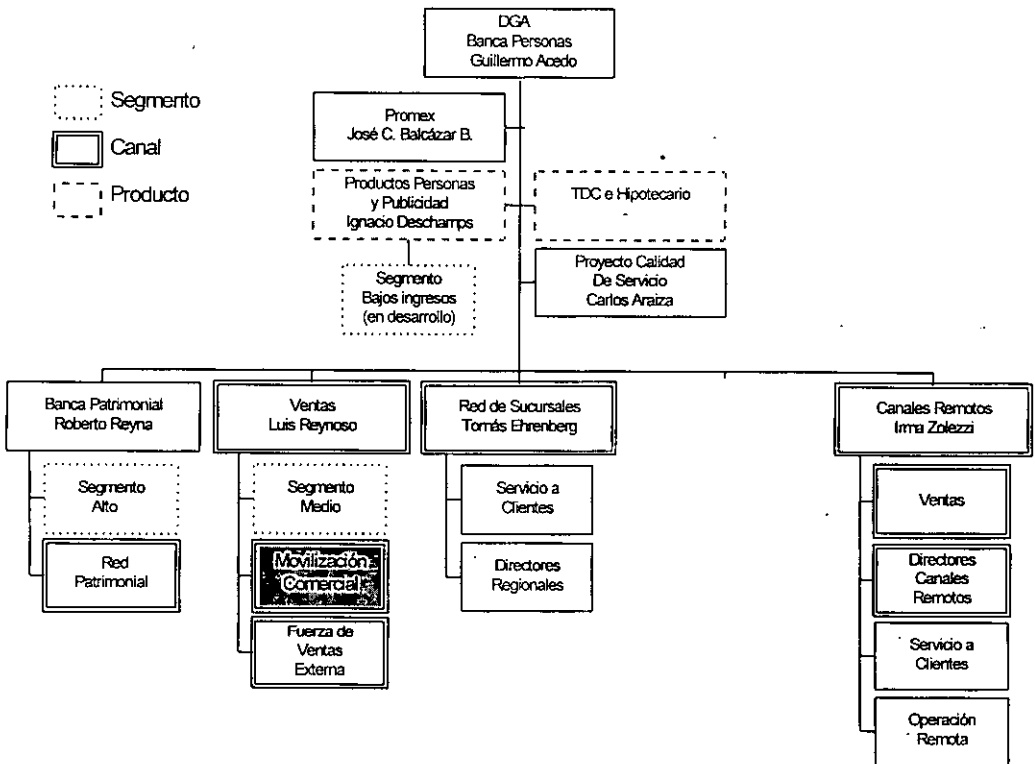 DGA
Banca Personas
Guillermo Acedo
Segmento
Canal
Producto
Promex
José C. Balcázar B.
Productos Personas
y Publicidad
Ignacio Deschamps
TDC e Hipotecario
Segmento
Bajos ingresos
(en desarrollo)
Proyecto Calidad
De Servicio
Carlos Araiza
Banca Patrimonial
Roberto Reyna
Ventas
Luis Reynoso
Red de Sucursales
Tomás Ehrenberg
Canales Remotos
Irma Zolezzi
Segmento
Alto
Red
Patrimonial
Segmento
Medio
Movilización
Comercial
Fuerza de
Ventas
Externa
Servicio a
Clientes
Directores
Regionales
Ventas
Directores
Canales
Remotos
Servicio a
Clientes
Operación
Remota